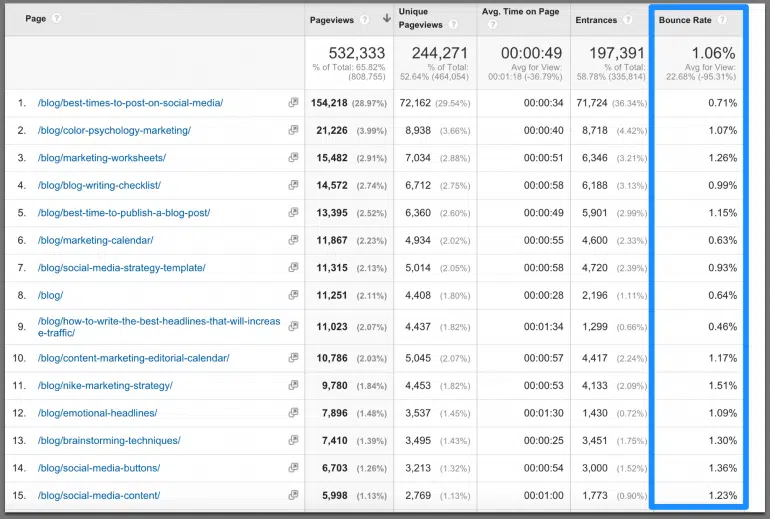 Page Pageviews Unique Pageviews Avg. Time on Page Entrances Bounce Rate
532,333 244,271 00:00:49 197,391 1.06%
% of Total: 65.82% (808,755) % of Total: 52.64% (464,054) Avg for View: 00:01:18 (-36.79%) % of Total: 58.78% (335,814) Avg for View: 22.68% (-95.31%)
1. /blog/best-times-to-post-on-social-media/ 154,218 (28.97%) 72,162 (29.54%) 00:00:34 71,724 (36.34%) 0.71%
2. /blog/color-psychology-marketing/ 21,226 (3.99%) 8,938 (3.66%) 00:00:40 8,718 (4.42%) 1.07%
3. /blog/marketing-worksheets/ 15,482 (2.91%) 7,034 (2.88%) 00:00:51 6,346 (3.21%) 1.26%
4. /blog/blog-writing-checklist/ 14,572 (2.74%) 6,712 (2.75%) 00:00:58 6,188 (3.13%) 0.99%
5. /blog/best-time-to-publish-a-blog-post/ 13,395 (2.52%) 6,360 (2.60%) 00:00:49 5,901 (2.99%) 1.15%
6. /blog/marketing-calendar/ 11,867 (2.23%) 4,934 (2.02%) 00:00:55 4,600 (2.33%) 0.63%
7. /blog/social-media-strategy-template/ 11,315 (2.13%) 5,014 (2.05%) 00:00:58 4,720 (2.39%) 0.93%
8. /blog/ 11,251 (2.11%) 4,408 (1.80%) 00:00:28 2,196 (1.11%) 0.64%
9. /blog/how-to-write-the-best-headlines-that-will-increas
e-traffic/ 11,023 (2.07%) 4,437 (1.82%) 00:01:34 1,299 (0.66%) 0.46%
10. /blog/content-marketing-editorial-calendar/ 10,786 (2.03%) 5,045 (2.07%) 00:00:57 4,417 (2.24%) 1.17%
11. /blog/nike-marketing-strategy/ 9,780 (1.84%) 4,453 (1.82%) 00:00:53 4,133 (2.09%) 1.51%
12. /blog/emotional-headlines/ 7,896 (1.48%) 3,537 (1.45%) 00:01:30 1,430 (0.72%) 1.09%
13. /blog/brainstorming-techniques/ 7,410 (1.39%) 3,495 (1.43%) 00:00:25 3,451 (1.75%) 1.30%
14. /blog/social-media-buttons/ 6,703 (1.26%) 3,213 (1.32%) 00:00:54 3,000 (1.52%) 1.36%
15. /blog/social-media-content/ 5,998 (1.13%) 2,769 (1.13%) 00:01:00 1,773 (0.90%) 1.23%